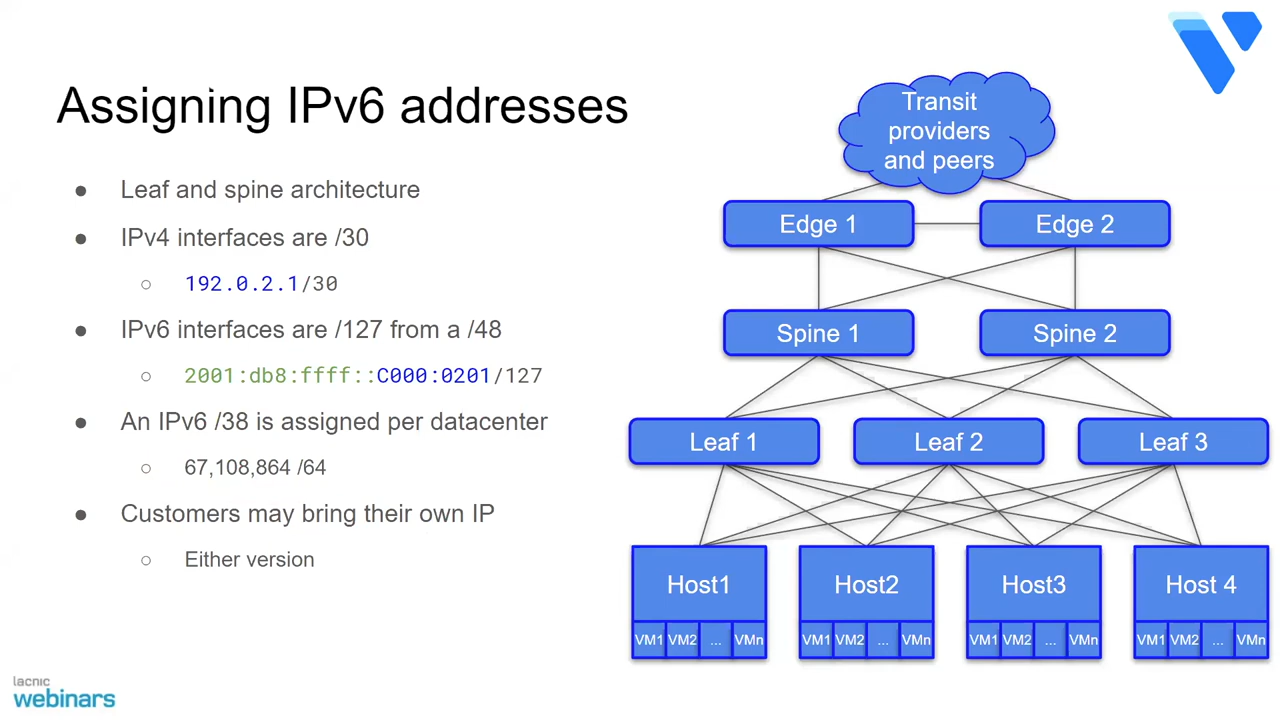 Assigning IPv6 addresses
● Leaf and spine architecture
● IPv4 interfaces are /30
○ 192.0.2.1/30
● IPv6 interfaces are /127 from a /48
○ 2001:db8:ffff::C000:0201/127
● An IPv6 /38 is assigned per datacenter
○ 67,108,864 /64
● Customers may bring their own IP
○ Either version
Transit
providers
and peers
Edge 1
Edge 2
Spine 1
Spine 2
Leaf 1
Leaf 2
Leaf 3
Host1
Host2
Host3
Host 4
VM1 VM2 ... VMn
VM1 VM2 ... VMn
VM1 VM2 ... VMn
VM1 VM2 ... VMn
lacnic
webinars